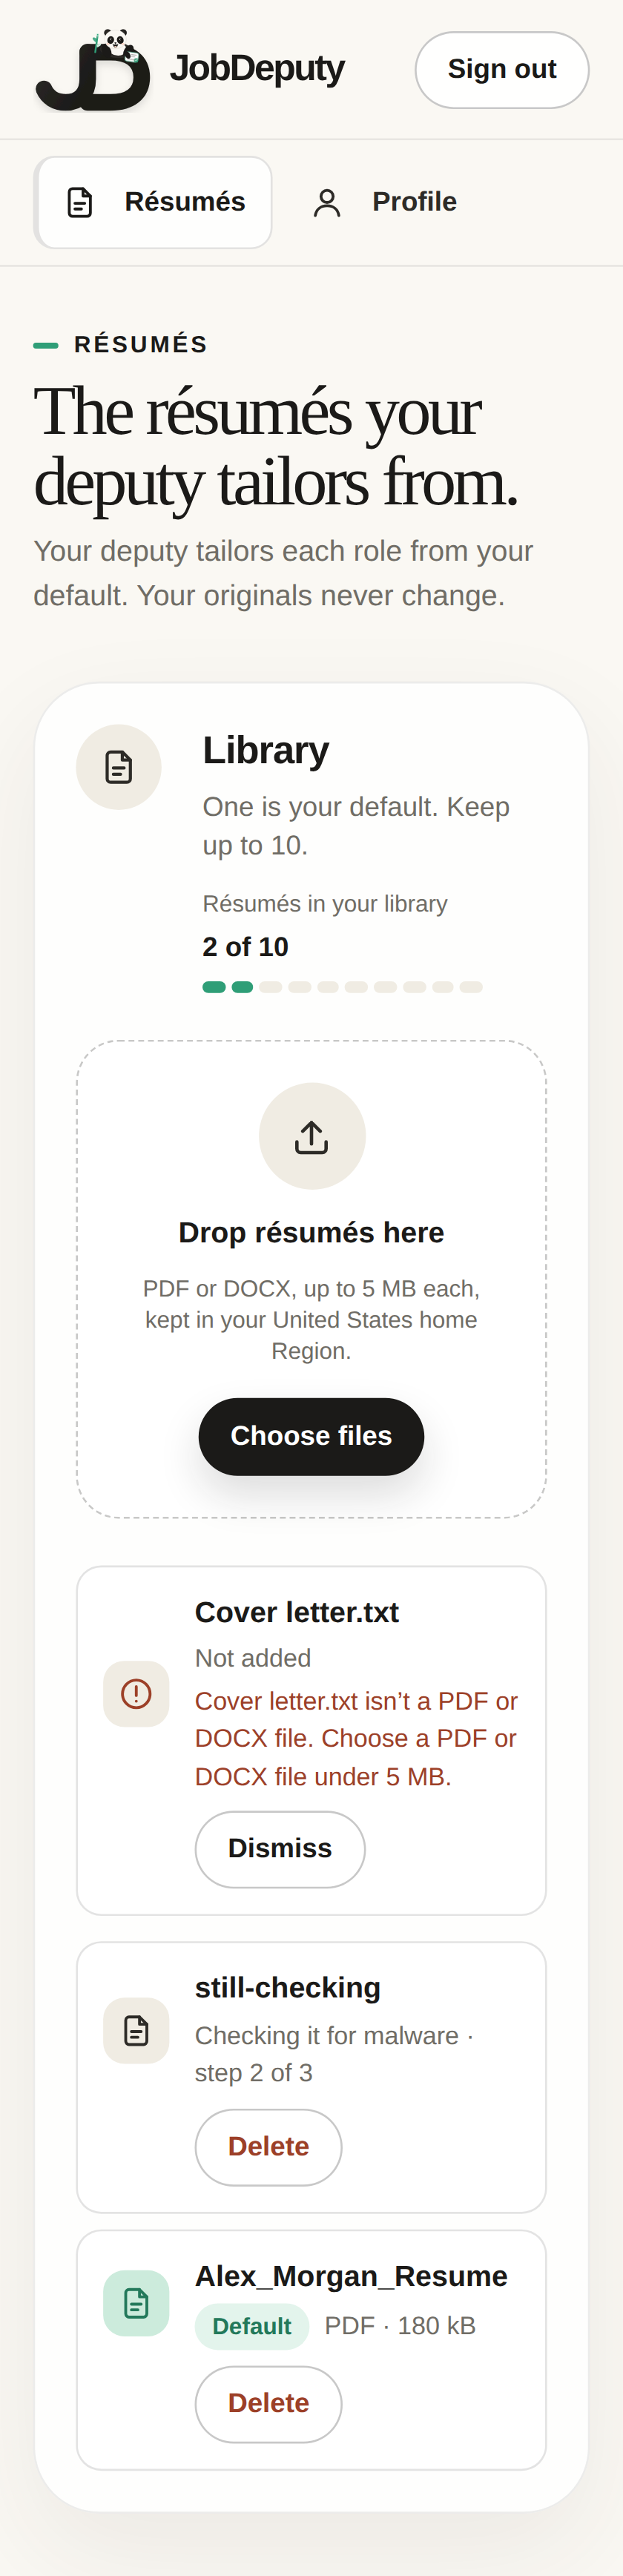 JobDeputy
Sign out
Résumés
Profile
RÉSUMÉS
The résumés your
deputy tailors from.
Your deputy tailors each role from your
default. Your originals never change.
Library
One is your default. Keep
up to 10.
Résumés in your library
2 of 10
Drop résumés here
PDF or DOCX, up to 5 MB each,
kept in your United States home
Region.
Choose files
Cover letter.txt
Not added
Cover letter.txt isn’t a PDF or
DOCX file. Choose a PDF or
DOCX file under 5 MB.
Dismiss
still-checking
Checking it for malware ·
step 2 of 3
Delete
Alex_Morgan_Resume
Default PDF · 180 kB
Delete